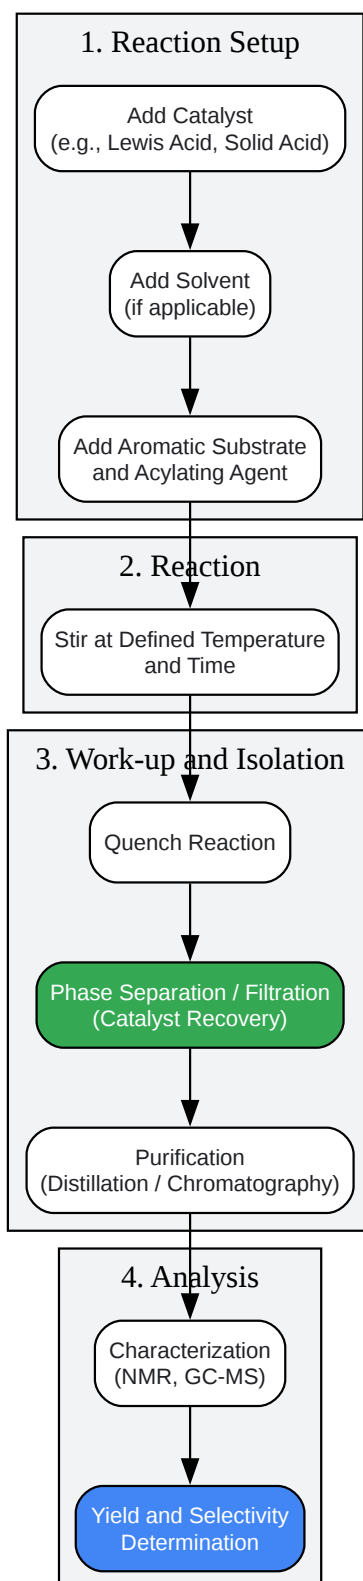 1. Reaction Setup
Add Catalyst
(e.g., Lewis Acid, Solid Acid)
Add Solvent
(if applicable)
Add Aromatic Substrate
and Acylating Agent
2. Reaction
Stir at Defined Temperature
and Time
3. Work-up and Isolation
Quench Reaction
Phase Separation / Filtration
(Catalyst Recovery)
Purification
(Distillation / Chromatography)
4. Analysis
Characterization
(NMR, GC-MS)
Yield and Selectivity
Determination